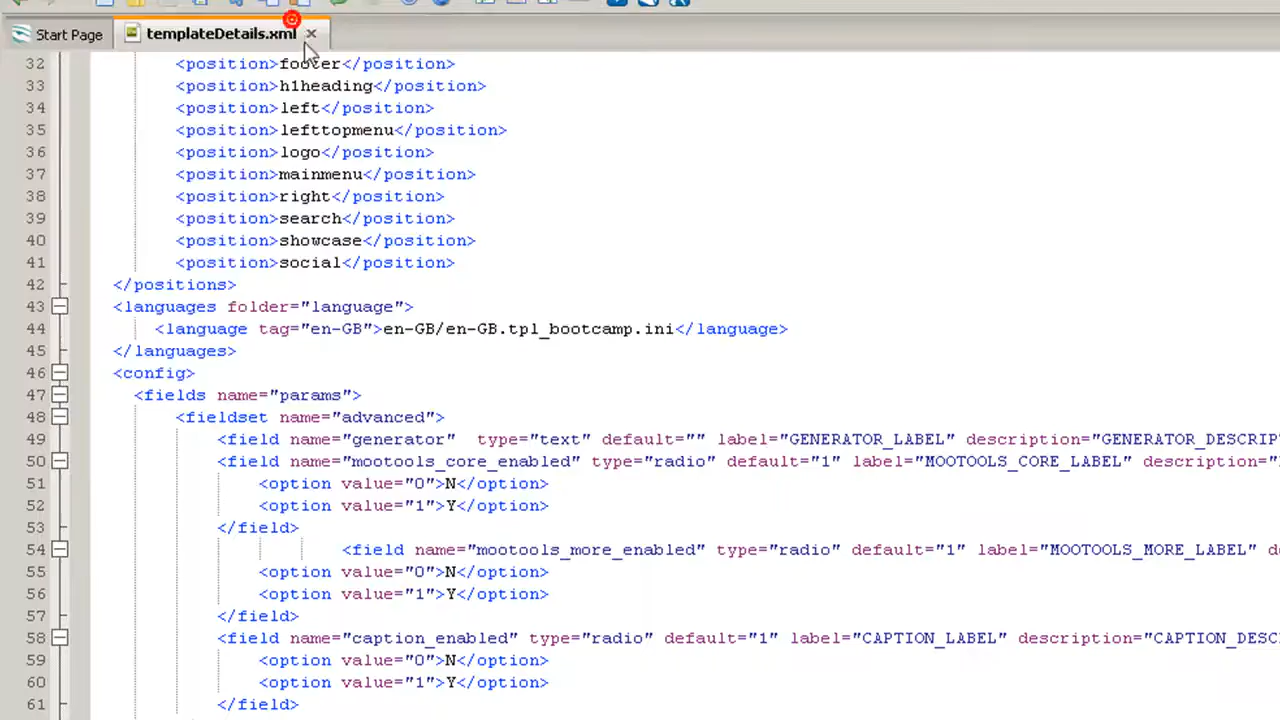 Start Page
templateDetails.xml
32 <position>footer</position>
33 <position>h1heading</position>
34 <position>left</position>
35 <position>lefttopmenu</position>
36 <position>logo</position>
37 <position>mainmenu</position>
38 <position>right</position>
39 <position>search</position>
40 <position>showcase</position>
41 <position>social</position>
42 </positions>
43 <languages folder="language">
44 <language tag="en-GB">en-GB/en-GB.tpl_bootcamp.ini</language>
45 </languages>
46 <config>
47 <fields name="params">
48 <fieldset name="advanced">
49 <field name="generator" type="text" default="" label="GENERATOR_LABEL" description="GENERATOR_DESCRIP
50 <field name="mootools_core_enabled" type="radio" default="1" label="MOOTOOLS_CORE_LABEL" description="
51 <option value="0">N</option>
52 <option value="1">Y</option>
53 </field>
54 <field name="mootools_more_enabled" type="radio" default="1" label="MOOTOOLS_MORE_LABEL" de
55 <option value="0">N</option>
56 <option value="1">Y</option>
57 </field>
58 <field name="caption_enabled" type="radio" default="1" label="CAPTION_LABEL" description="CAPTION_DESC
59 <option value="0">N</option>
60 <option value="1">Y</option>
61 </field>